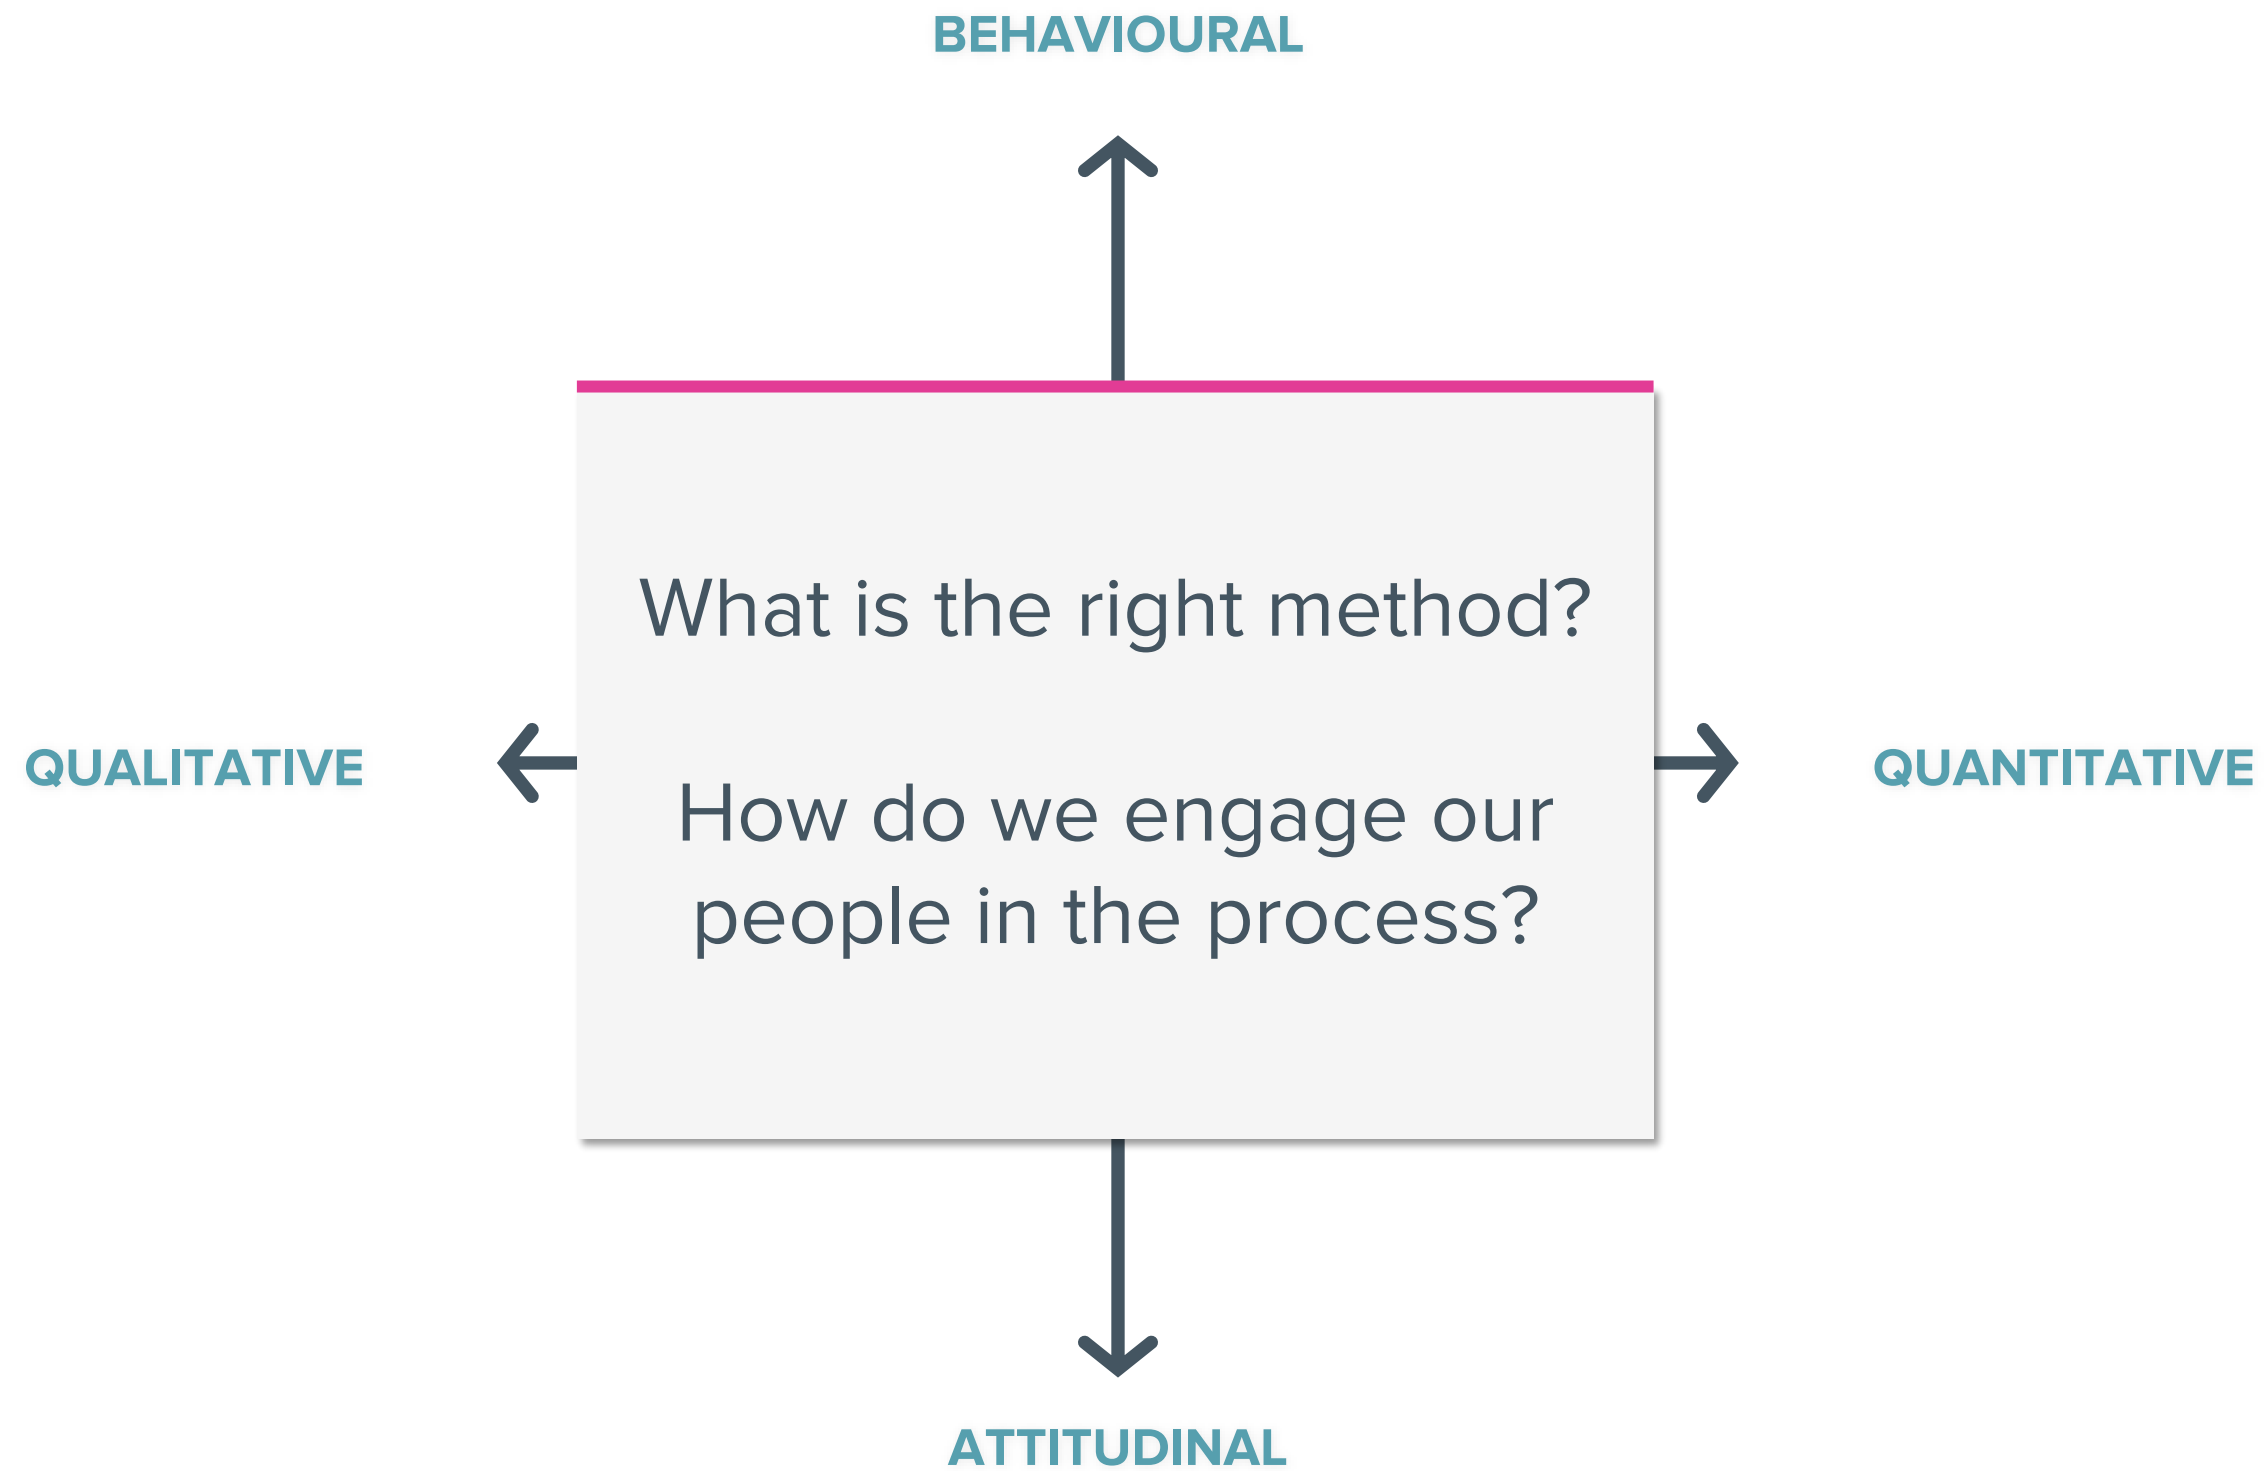 BEHAVIOURAL
What is the right method?
QUALITATIVE
QUANTITATIVE
How do we engage our
people in the process?
ATTITUDINAL